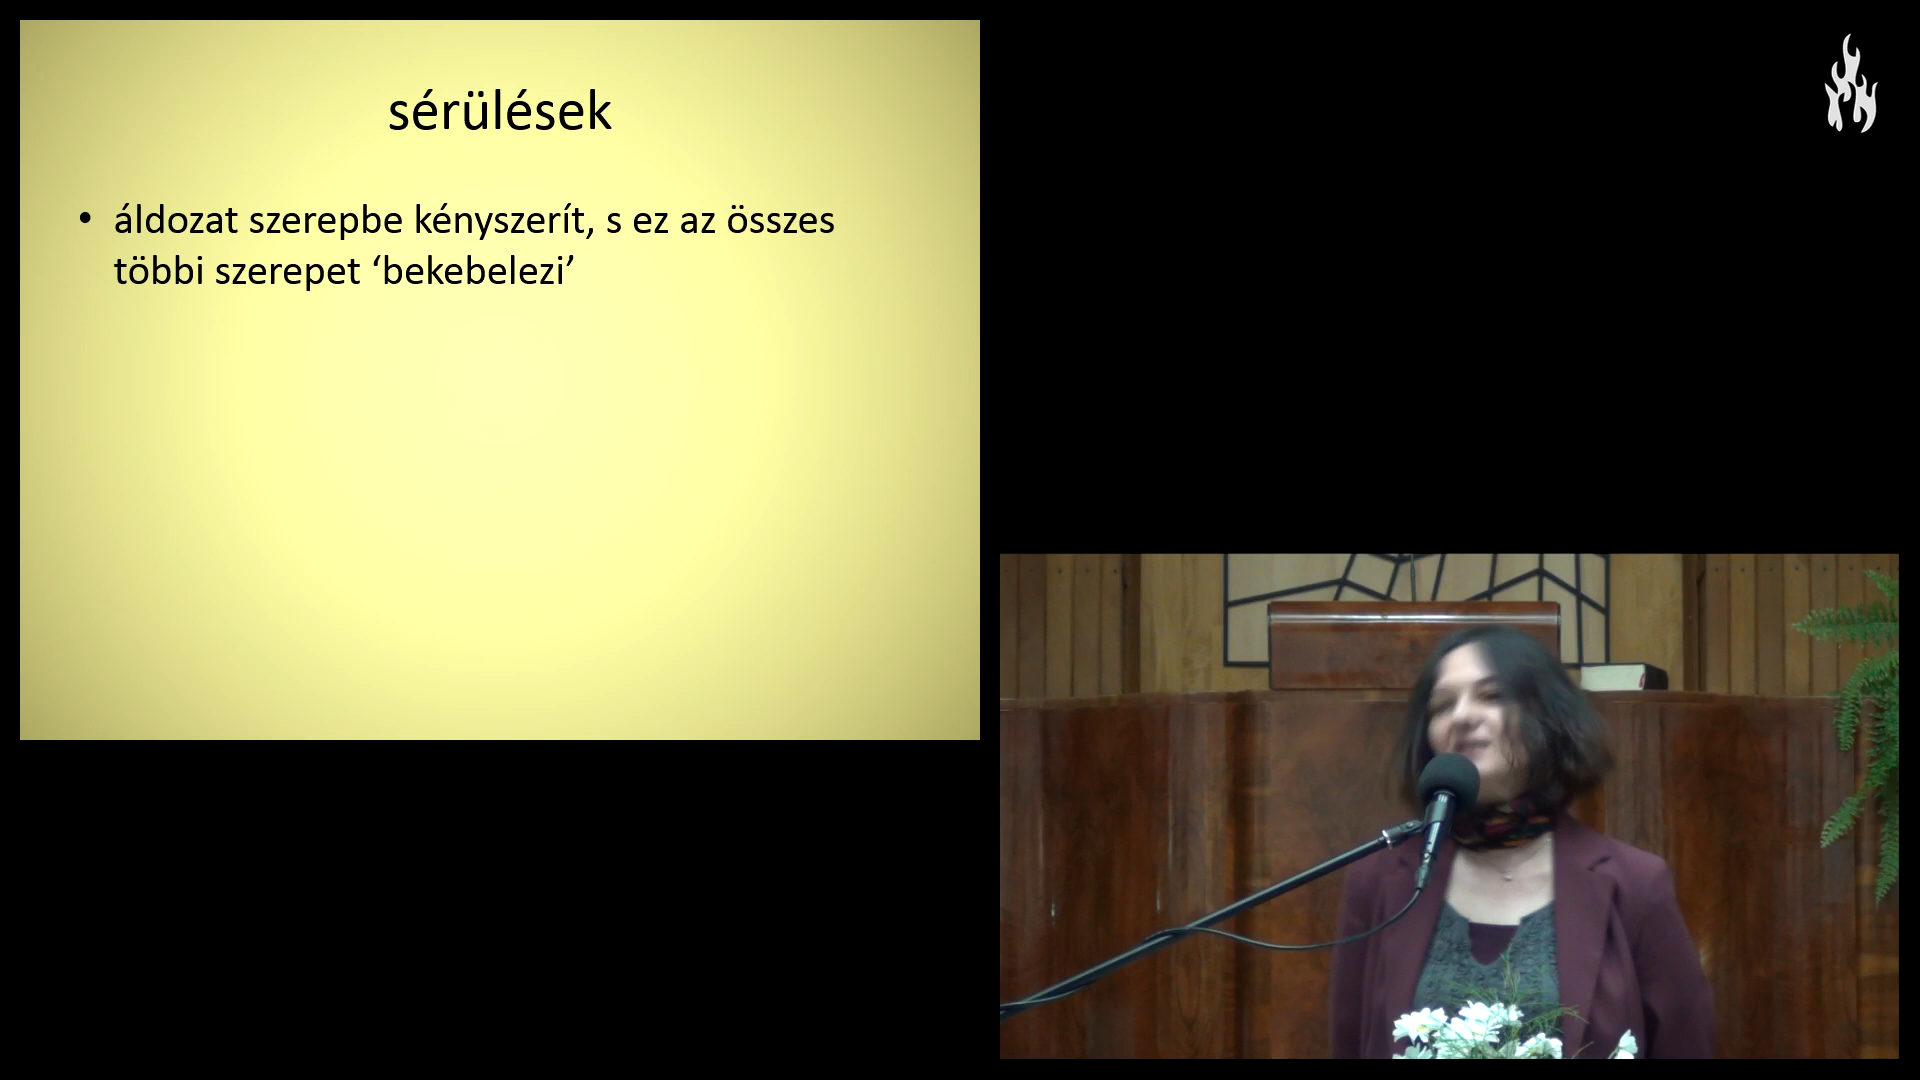 sérülések
• áldozat szerepbe kényszerít, s ez az összes
többi szerepet ‘bekebelezi’